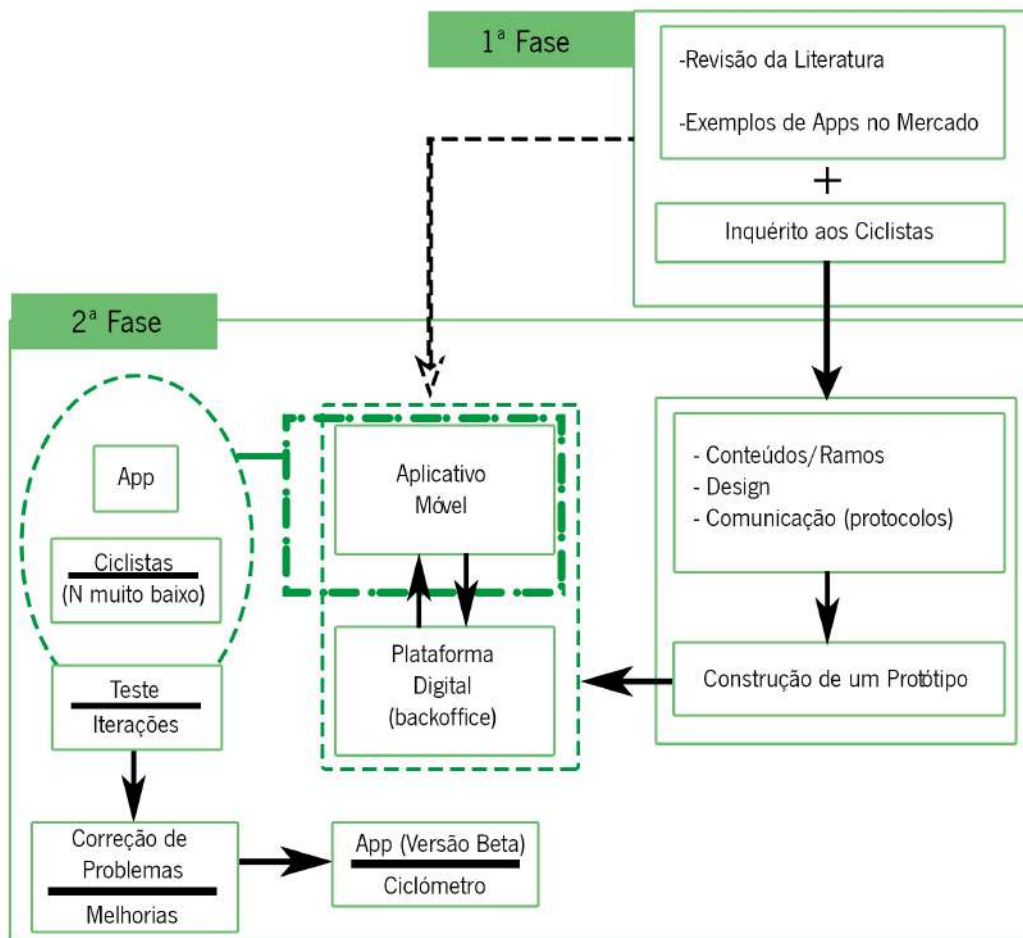 1ª Fase
-Revisão da Literatura
-Exemplos de Apps no Mercado
+
Inquérito aos Ciclistas
2ª Fase
App
Ciclistas
(N muito baixo)
Teste
Iterações
Correção de
Problemas
Melhorias
App (Versão Beta)
Ciclómetro
Aplicativo
Móvel
Plataforma
Digital
(backoffice)
- Conteúdos/Ramos
- Design
- Comunicação (protocolos)
Construção de um Protótipo